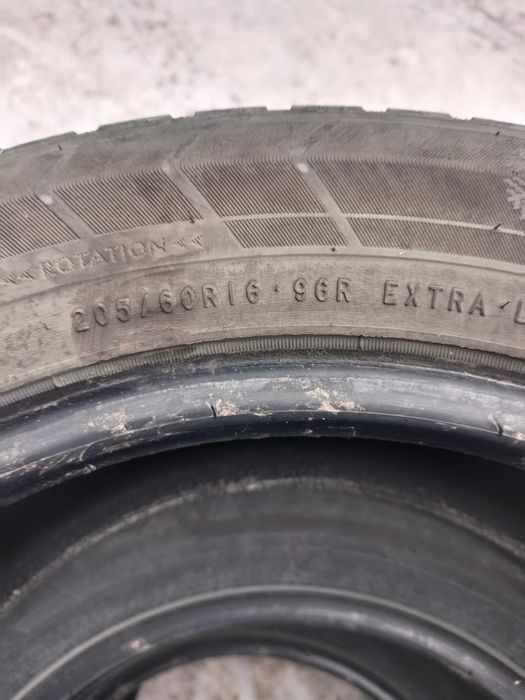 << ROTATION <<
205/60R16 96R EXTRA L